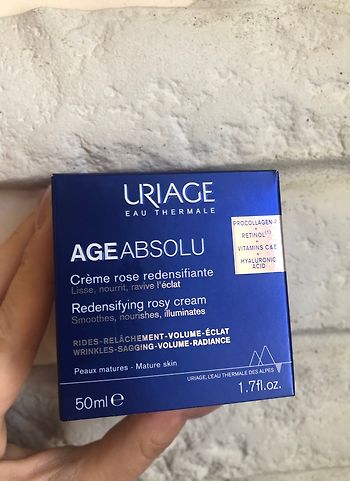 URIAGE
EAU THERMALE
AGE ABSOLU
PROCOLLAGEN
+
RETINOL
+
VITAMINS C&E
+
HYALURONIC
ACID
Crème rose redensifiante
Lisse, nourrit, ravive l'éclat
Redensifying rosy cream
Smoothes, nourishes, illuminates
RIDES-RELÂCHEMENT-VOLUME-ÉCLAT
WRINKLES-SAGGING-VOLUME-RADIANCE
Peaux matures - Mature skin
URIAGE, L'EAU THERMALE DES ALPES
50ml℮
1.7fl.oz.